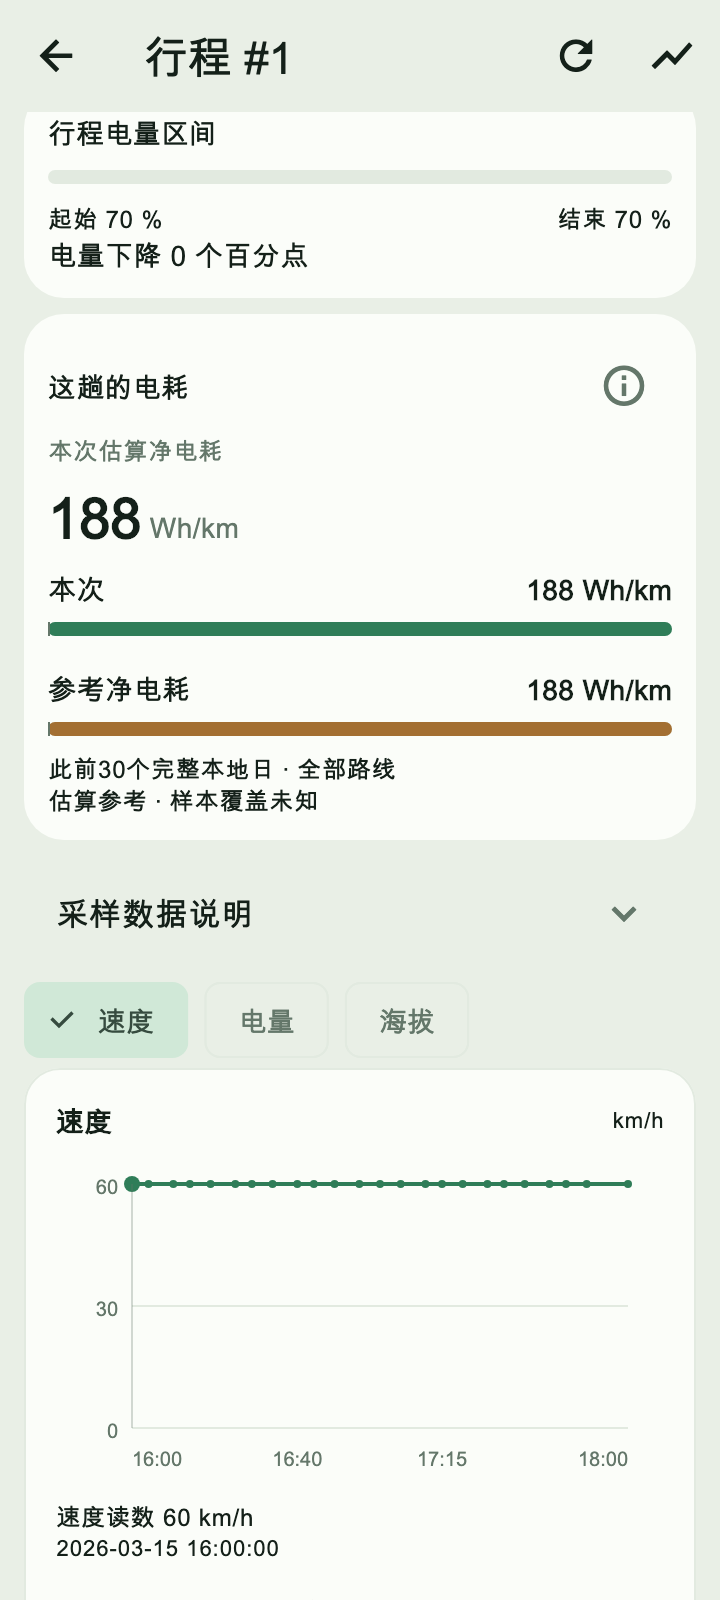 行程 #1
行程电量区间
起始 70 %
结束 70 %
电量下降 0 个百分点
这趟的电耗
本次估算净电耗
188 Wh/km
本次
188 Wh/km
参考净电耗
188 Wh/km
此前30个完整本地日 · 全部路线
估算参考 · 样本覆盖未知
采样数据说明
速度
电量
海拔
速度
km/h
60
30
0
16:00
16:40
17:15
18:00
速度读数 60 km/h
2026-03-15 16:00:00